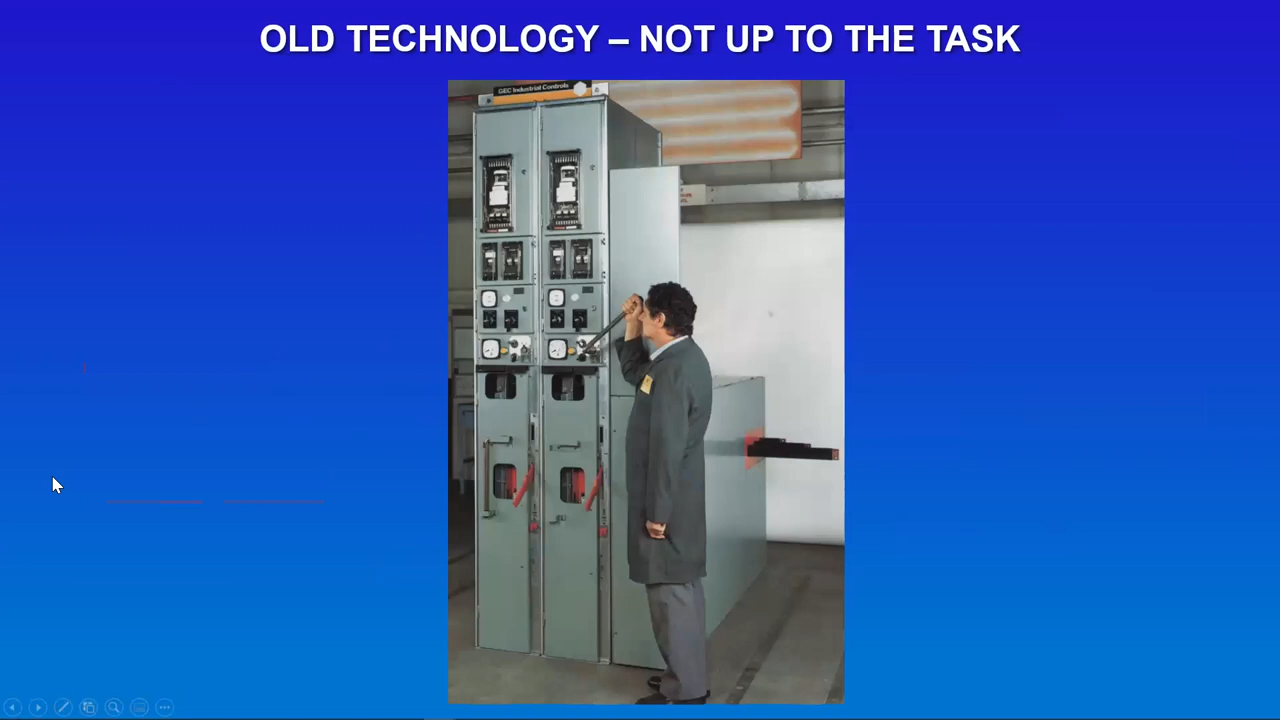 OLD TECHNOLOGY – NOT UP TO THE TASK
GEC Industrial Controls